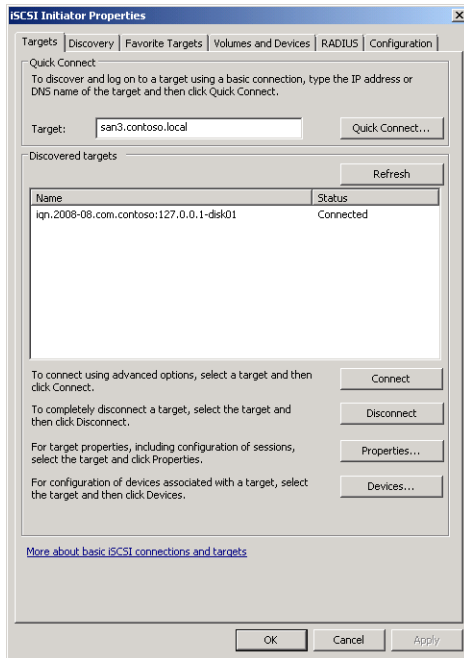 iSCSI Initiator Properties
Targets Discovery Favorite Targets Volumes and Devices RADIUS Configuration
Quick Connect
To discover and log on to a target using a basic connection, type the IP address or
DNS name of the target and then click Quick Connect.
Target: san3.contoso.local Quick Connect...
Discovered targets
Refresh
Name Status
iqn.2008-08.com.contoso:127.0.0.1-disk01 Connected
To connect using advanced options, select a target and then
click Connect.
Connect
To completely disconnect a target, select the target and
then click Disconnect.
Disconnect
For target properties, including configuration of sessions,
select the target and click Properties.
Properties...
For configuration of devices associated with a target, select
the target and then click Devices.
Devices...
More about basic iSCSI connections and targets
OK Cancel Apply